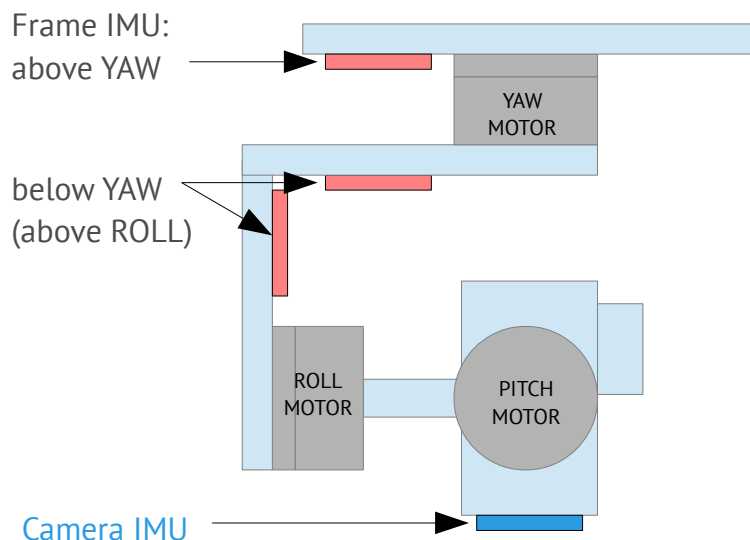 Frame IMU:
above YAW
YAW
MOTOR
below YAW
(above ROLL)
ROLL
MOTOR
PITCH
MOTOR
Camera IMU